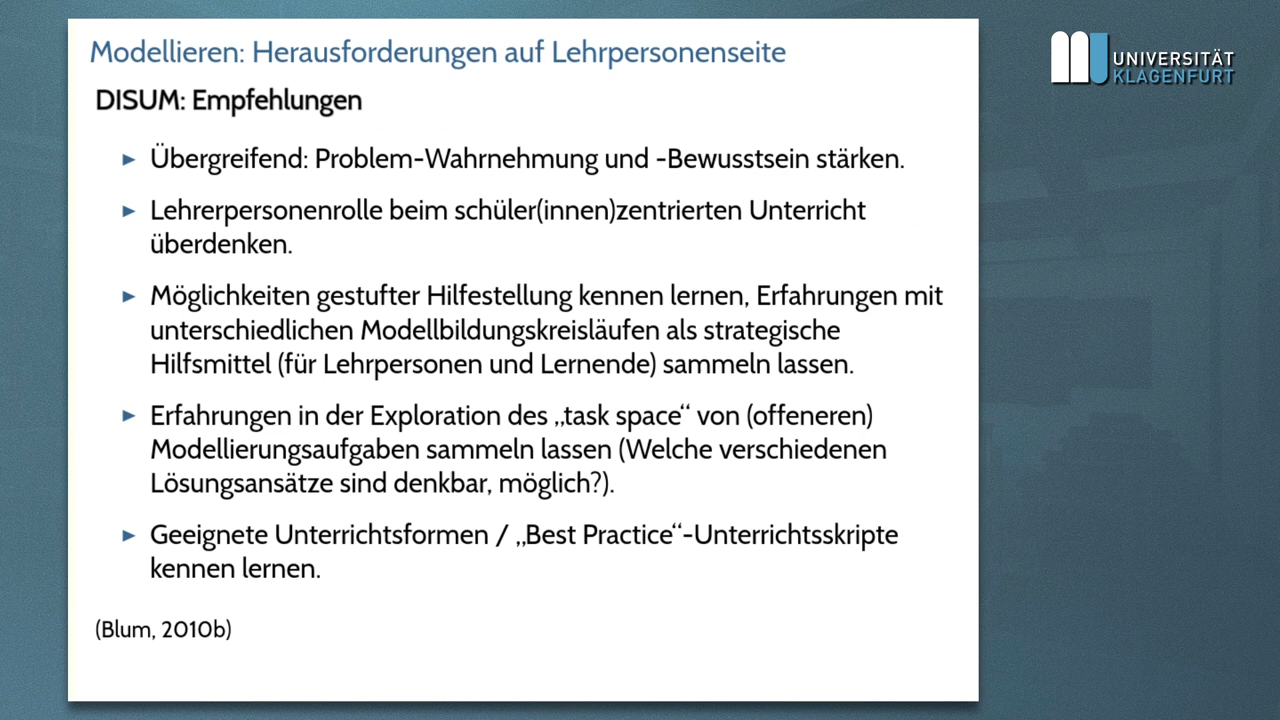 Modellieren: Herausforderungen auf Lehrpersonenseite
UNIVERSITÄT
KLAGENFURT
DISUM: Empfehlungen
► Übergreifend: Problem-Wahrnehmung und -Bewusstsein stärken.
► Lehrerpersonenrolle beim schüler(innen)zentrierten Unterricht
überdenken.
► Möglichkeiten gestufter Hilfestellung kennen lernen, Erfahrungen mit
unterschiedlichen Modellbildungskreisläufen als strategische
Hilfsmittel (für Lehrpersonen und Lernende) sammeln lassen.
► Erfahrungen in der Exploration des „task space“ von (offeneren)
Modellierungsaufgaben sammeln lassen (Welche verschiedenen
Lösungsansätze sind denkbar, möglich?).
► Geeignete Unterrichtsformen / „Best Practice“-Unterrichtsskripte
kennen lernen.
(Blum, 2010b)